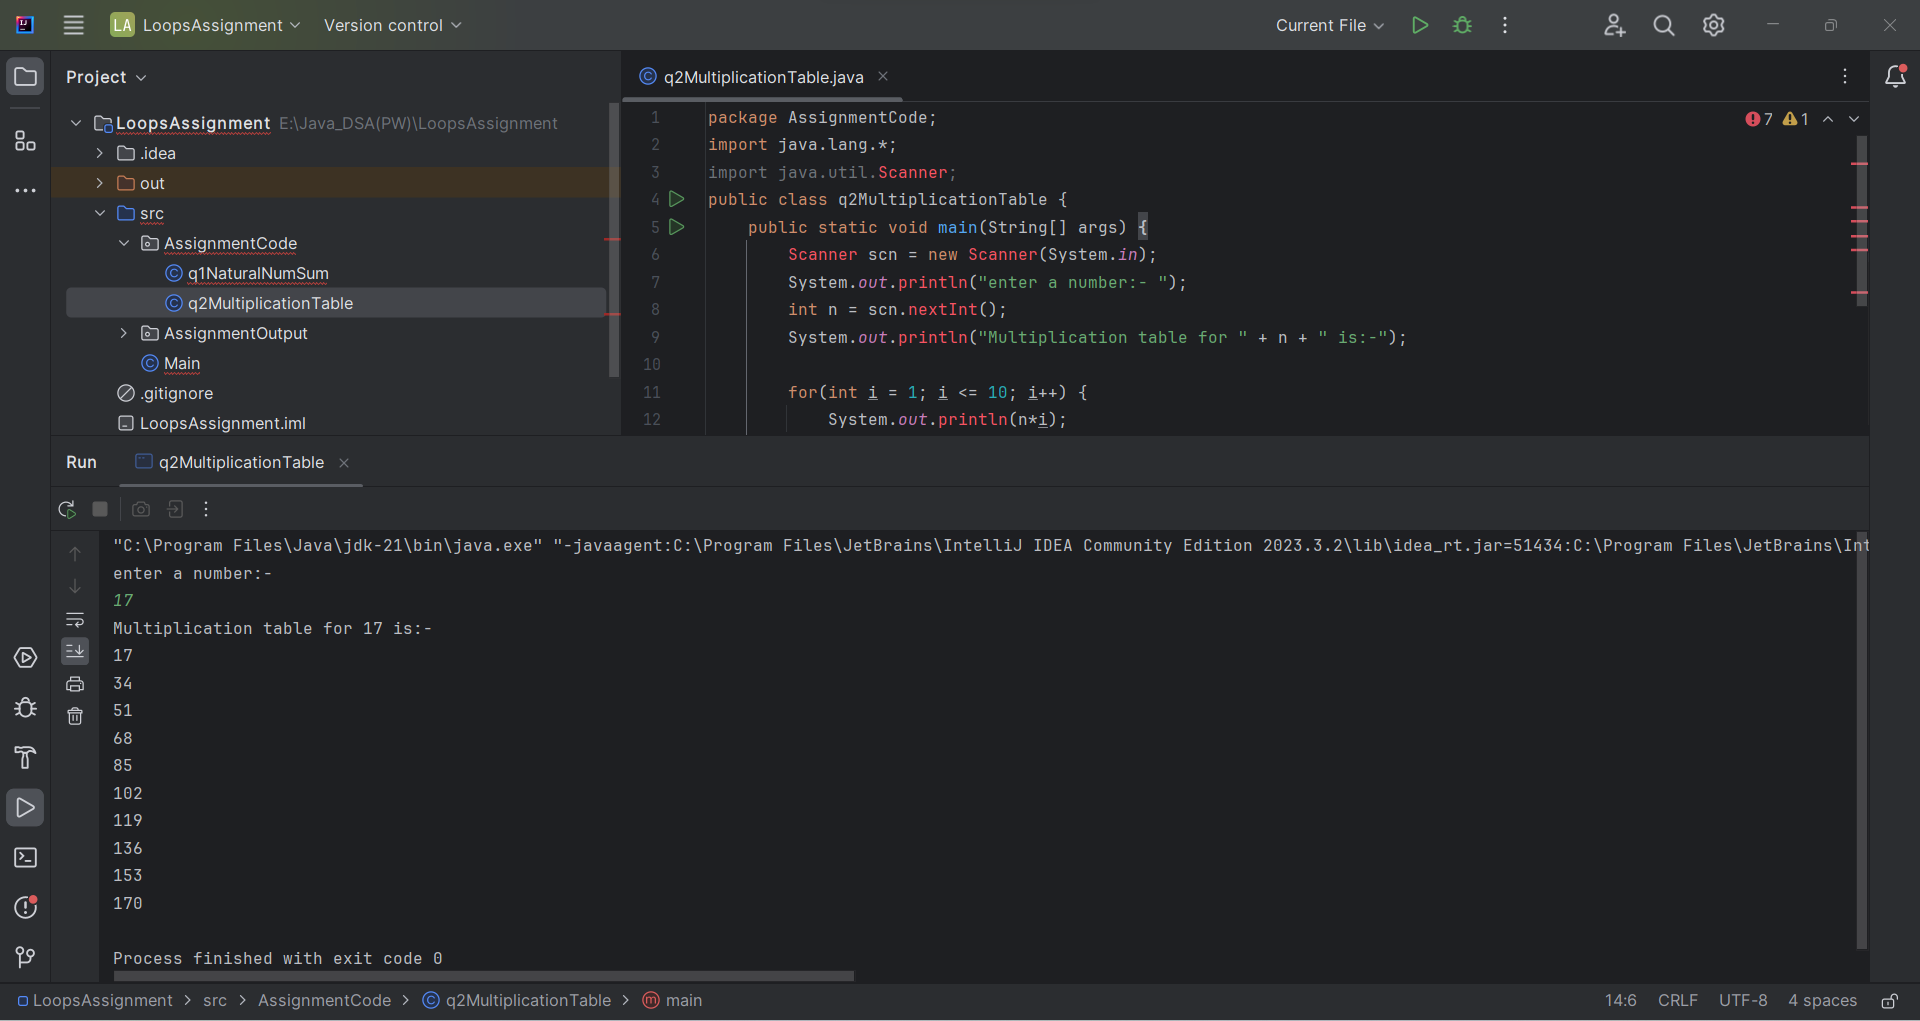 LA LoopsAssignment Version control Current File
Project
q2MultiplicationTable.java
LoopsAssignment E:\Java_DSA(PW)\LoopsAssignment
.idea
out
src
AssignmentCode
q1NaturalNumSum
q2MultiplicationTable
AssignmentOutput
Main
.gitignore
LoopsAssignment.iml
7 1
1 package AssignmentCode;
2 import java.lang.*;
3 import java.util.Scanner;
4 public class q2MultiplicationTable {
5 public static void main(String[] args) {
6 Scanner scn = new Scanner(System.in);
7 System.out.println("enter a number:- ");
8 int n = scn.nextInt();
9 System.out.println("Multiplication table for " + n + " is:-");
10
11 for(int i = 1; i <= 10; i++) {
12 System.out.println(n*i);
Run q2MultiplicationTable
"C:\Program Files\Java\jdk-21\bin\java.exe" "-javaagent:C:\Program Files\JetBrains\IntelliJ IDEA Community Edition 2023.3.2\lib\idea_rt.jar=51434:C:\Program Files\JetBrains\Int
enter a number:-
17
Multiplication table for 17 is:-
17
34
51
68
85
102
119
136
153
170
Process finished with exit code 0
LoopsAssignment > src > AssignmentCode > q2MultiplicationTable > main 14:6 CRLF UTF-8 4 spaces